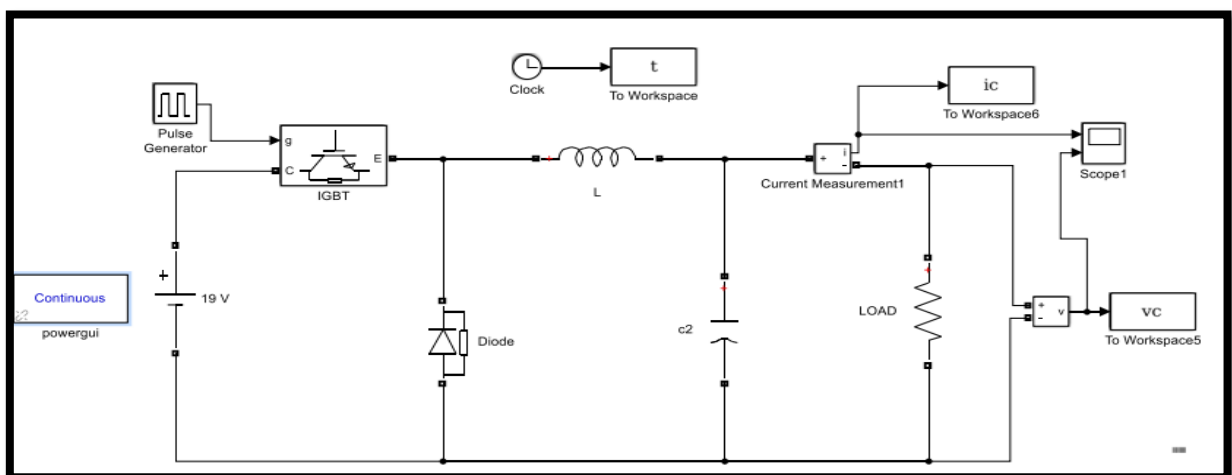 t
Clock
To Workspace
ic
To Workspace6
Pulse
Generator
g
C
E
IGBT
L
+
i
-
Current Measurement1
Scope1
Continuous
powergui
+
19 V
Diode
c2
LOAD
+
-
v
vc
To Workspace5